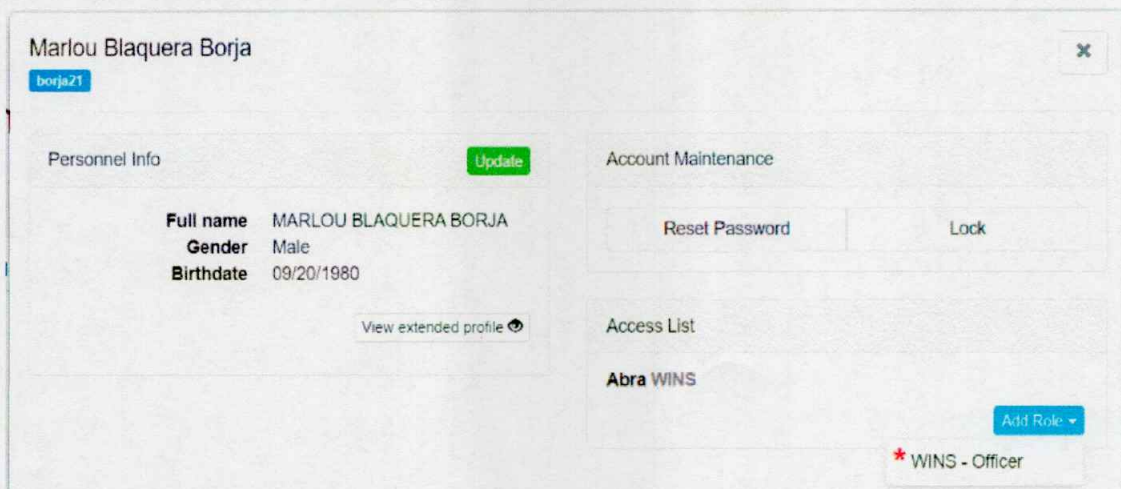 Marlou Blaquera Borja
borja21
Personnel Info
Update
Full name MARLOU BLAQUERA BORJA
Gender Male
Birthdate 09/20/1980
View extended profile
Account Maintenance
Reset Password Lock
Access List
Abra WINS
Add Role
* WINS - Officer